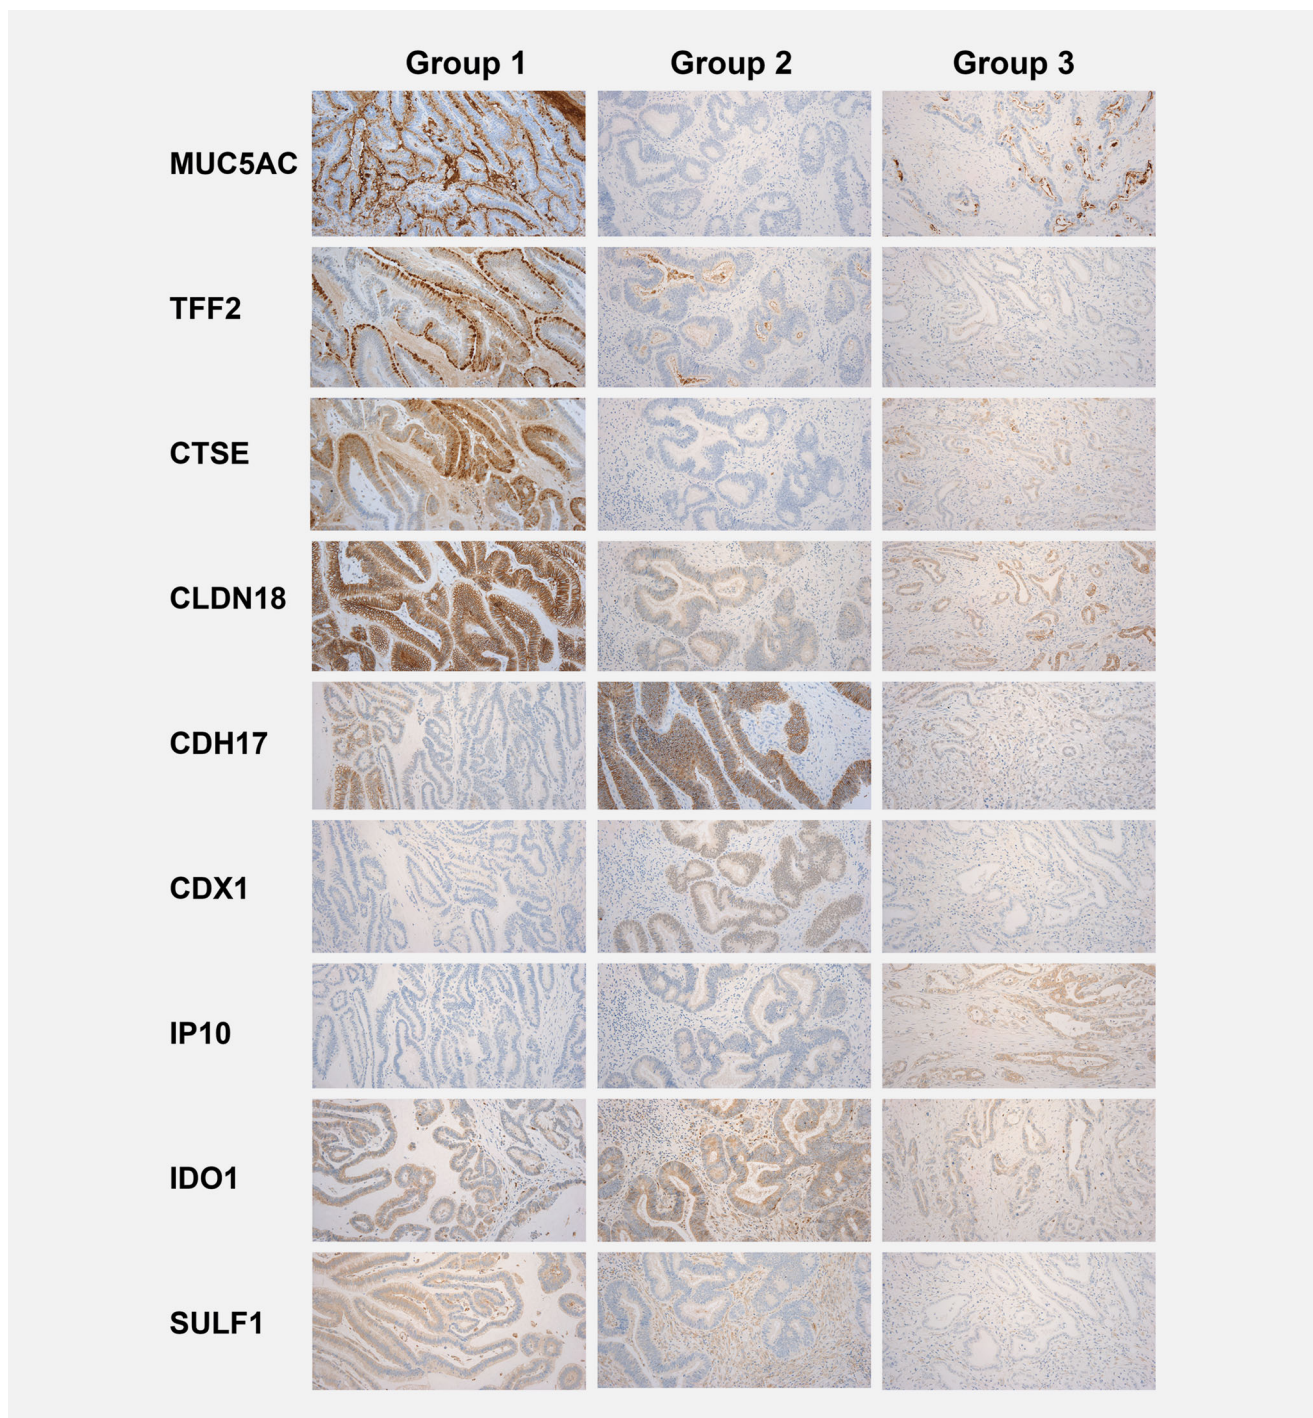 Group 1 Group 2 Group 3
MUC5AC
TFF2
CTSE
CLDN18
CDH17
CDX1
IP10
IDO1
SULF1